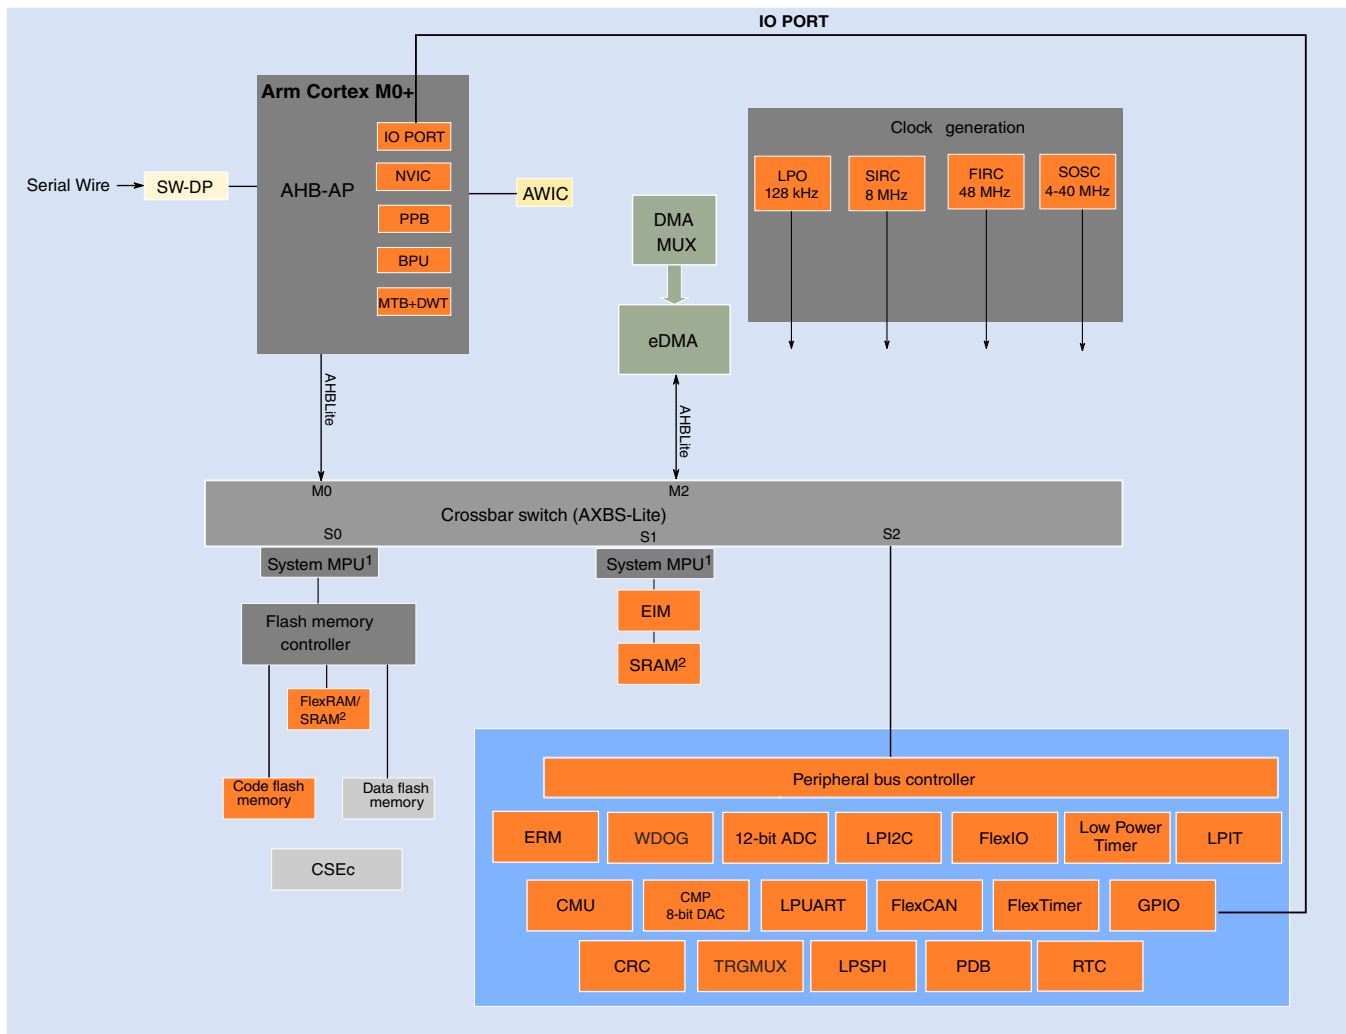 IO PORT
Arm Cortex M0+
IO PORT
NVIC
AHB-AP
PPB
BPU
MTB+DWT
Serial Wire
SW-DP
AWIC
DMA
MUX
eDMA
Clock generation
LPO
128 kHz
SIRC
8 MHz
FIRC
48 MHz
SOSC
4-40 MHz
AHBLite
AHBLite
M0
M2
Crossbar switch (AXBS-Lite)
S0
S1
S2
System MPU1
System MPU1
Flash memory
controller
EIM
SRAM2
FlexRAM/
SRAM2
Code flash
memory
Data flash
memory
CSEc
Peripheral bus controller
ERM
WDOG
12-bit ADC
LPI2C
FlexIO
Low Power
Timer
LPIT
CMU
CMP
8-bit DAC
LPUART
FlexCAN
FlexTimer
GPIO
CRC
TRGMUX
LPSPI
PDB
RTC